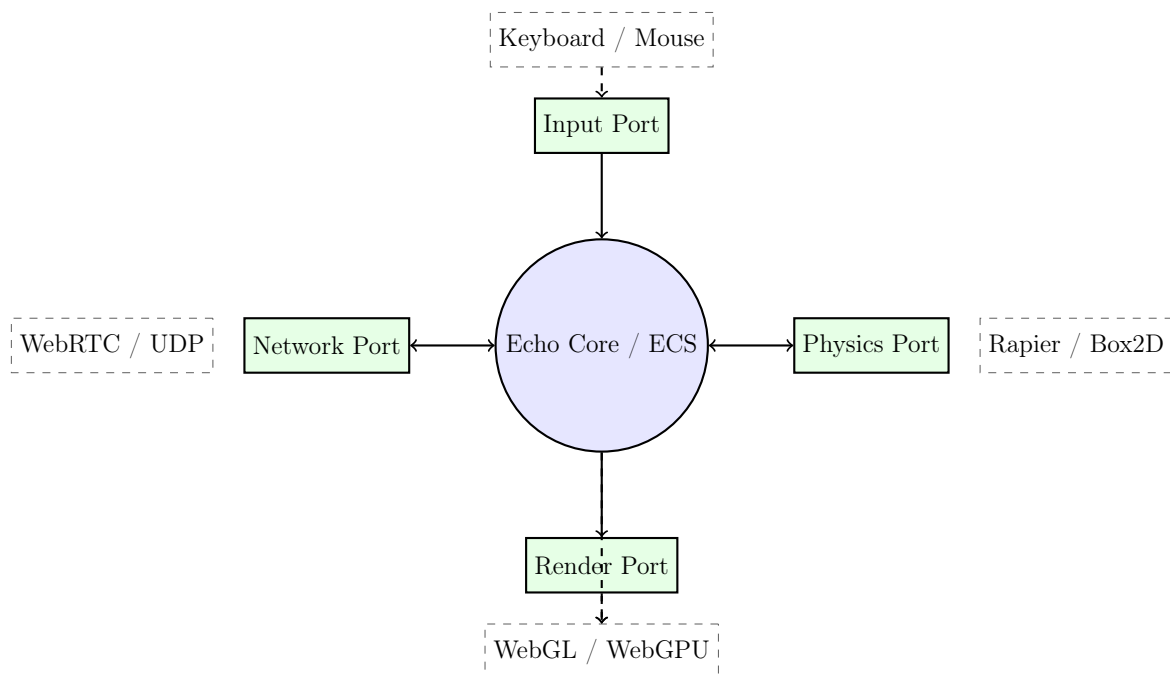 Keyboard / Mouse
Input Port
WebRTC / UDP
Network Port
Echo Core / ECS
Physics Port
Rapier / Box2D
Render Port
WebGL / WebGPU